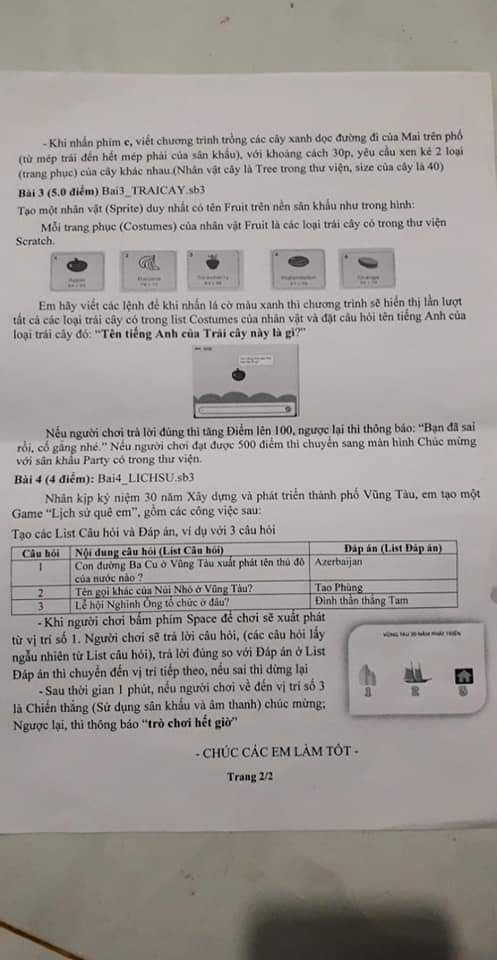 - Khi nhấn phím c, viết chương trình trồng các cây xanh dọc đường đi của Mai trên phố
(từ mép trái đến hết mép phải của sân khấu), với khoảng cách 30p, yêu cầu xen kẽ 2 loại
(trang phục) của cây khác nhau.(Nhân vật cây là Tree trong thư viện, size của cây là 40)
Bài 3 (5.0 điểm) Bai3_TRAICAY.sb3
Tạo một nhân vật (Sprite) duy nhất có tên Fruit trên nền sân khấu như trong hình:
Mỗi trang phục (Costumes) của nhân vật Fruit là các loại trái cây có trong thư viện
Scratch.
1 2 3 4 5
Em hãy viết các lệnh để khi nhấn lá cờ màu xanh thì chương trình sẽ hiển thị lần lượt
tất cả các loại trái cây có trong list Costumes của nhân vật và đặt câu hỏi tên tiếng Anh của
loại trái cây đó: "Tên tiếng Anh của Trái cây này là gì?"
Nếu người chơi trả lời đúng thì tăng Điểm lên 100, ngược lại thì thông báo: "Bạn đã sai
rồi, cố gắng nhé." Nếu người chơi đạt được 500 điểm thì chuyển sang màn hình Chúc mừng
với sân khấu Party có trong thư viện.
Bài 4 (4 điểm): Bai4_LICHSU.sb3
Nhân kịp kỷ niệm 30 năm Xây dựng và phát triển thành phố Vũng Tàu, em tạo một
Game "Lịch sử quê em", gồm các công việc sau:
Tạo các List Câu hỏi và Đáp án, ví dụ với 3 câu hỏi
Câu hỏi Nội dung câu hỏi (List Câu hỏi) Đáp án (List Đáp án)
1 Con đường Ba Cu ở Vũng Tàu xuất phát tên thủ đô Azerbaijan
của nước nào ?
2 Tên gọi khác của Núi Nhỏ ở Vũng Tàu? Tao Phùng
3 Lễ hội Nghinh Ông tổ chức ở đâu? Đình thần thắng Tam
- Khi người chơi bấm phím Space để chơi sẽ xuất phát
từ vị trí số 1. Người chơi sẽ trả lời câu hỏi, (các câu hỏi lấy
ngẫu nhiên từ List câu hỏi), trả lời đúng so với Đáp án ở List
Đáp án thì chuyển đến vị trí tiếp theo, nếu sai thì dừng lại
- Sau thời gian 1 phút, nếu người chơi về đến vị trí số 3
là Chiến thắng (Sử dụng sân khấu và âm thanh) chúc mừng;
Ngược lại, thì thông báo "trò chơi hết giờ"
VŨNG TÀU 30 NĂM PHÁT TRIỂN
1 2 3
- CHÚC CÁC EM LÀM TỐT -
Trang 2/2